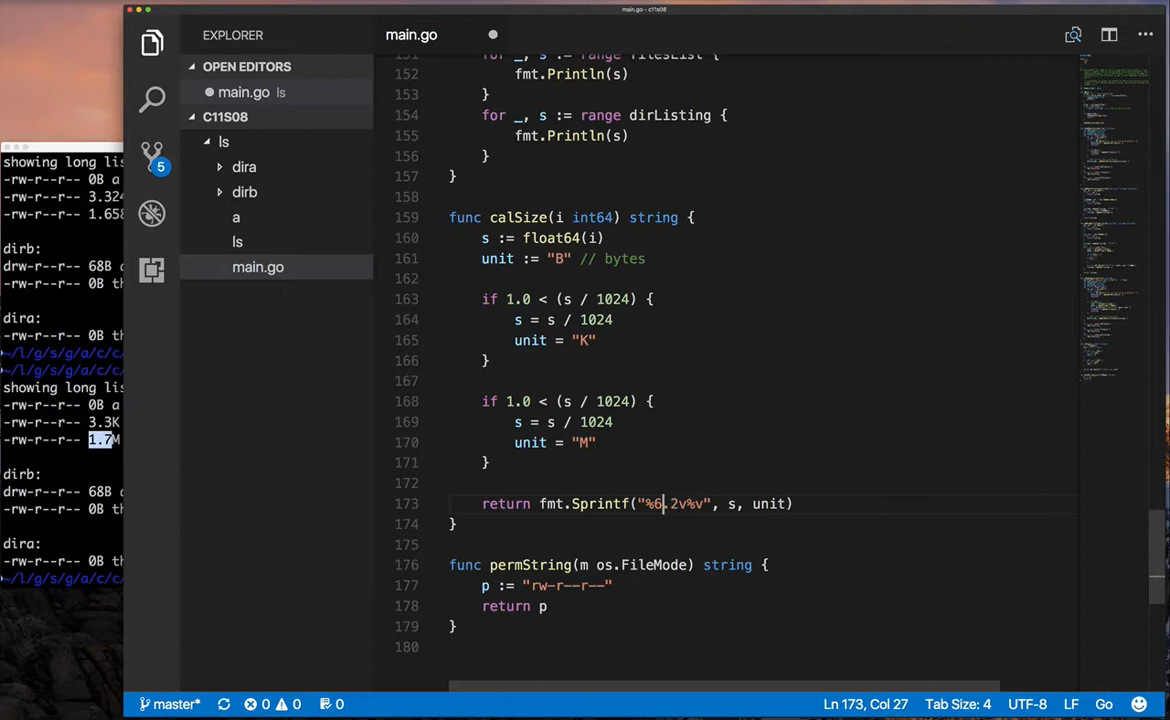 main.go - c11s08
EXPLORER
main.go
OPEN EDITORS
main.go ls
C11S08
ls
dira
dirb
a
ls
main.go
5
showing long lis
-rw-r--r-- 0B a
-rw-r--r-- 3.324
-rw-r--r-- 1.658
dirb:
drw-r--r-- 68B
-rw-r--r-- 0B th
dira:
-rw-r--r-- 0B th
~/l/g/s/g/a/c/c/
~/l/g/s/g/a/c/c/
showing long lis
-rw-r--r-- 0B a
-rw-r--r-- 3.3K
-rw-r--r-- 1.7M
dirb:
drw-r--r-- 68B
-rw-r--r-- 0B th
dira:
-rw-r--r-- 0B th
~/l/g/s/g/a/c/c/
151 for _, s := range filesList {
152 fmt.Println(s)
153 }
154 for _, s := range dirListing {
155 fmt.Println(s)
156 }
157 }
158
159 func calSize(i int64) string {
160 s := float64(i)
161 unit := "B" // bytes
162
163 if 1.0 < (s / 1024) {
164 s = s / 1024
165 unit = "K"
166 }
167
168 if 1.0 < (s / 1024) {
169 s = s / 1024
170 unit = "M"
171 }
172
173 return fmt.Sprintf("%6.2v%v", s, unit)
174 }
175
176 func permString(m os.FileMode) string {
177 p := "rw-r--r--"
178 return p
179 }
180
master* 0 0 0 Ln 173, Col 27 Tab Size: 4 UTF-8 LF Go